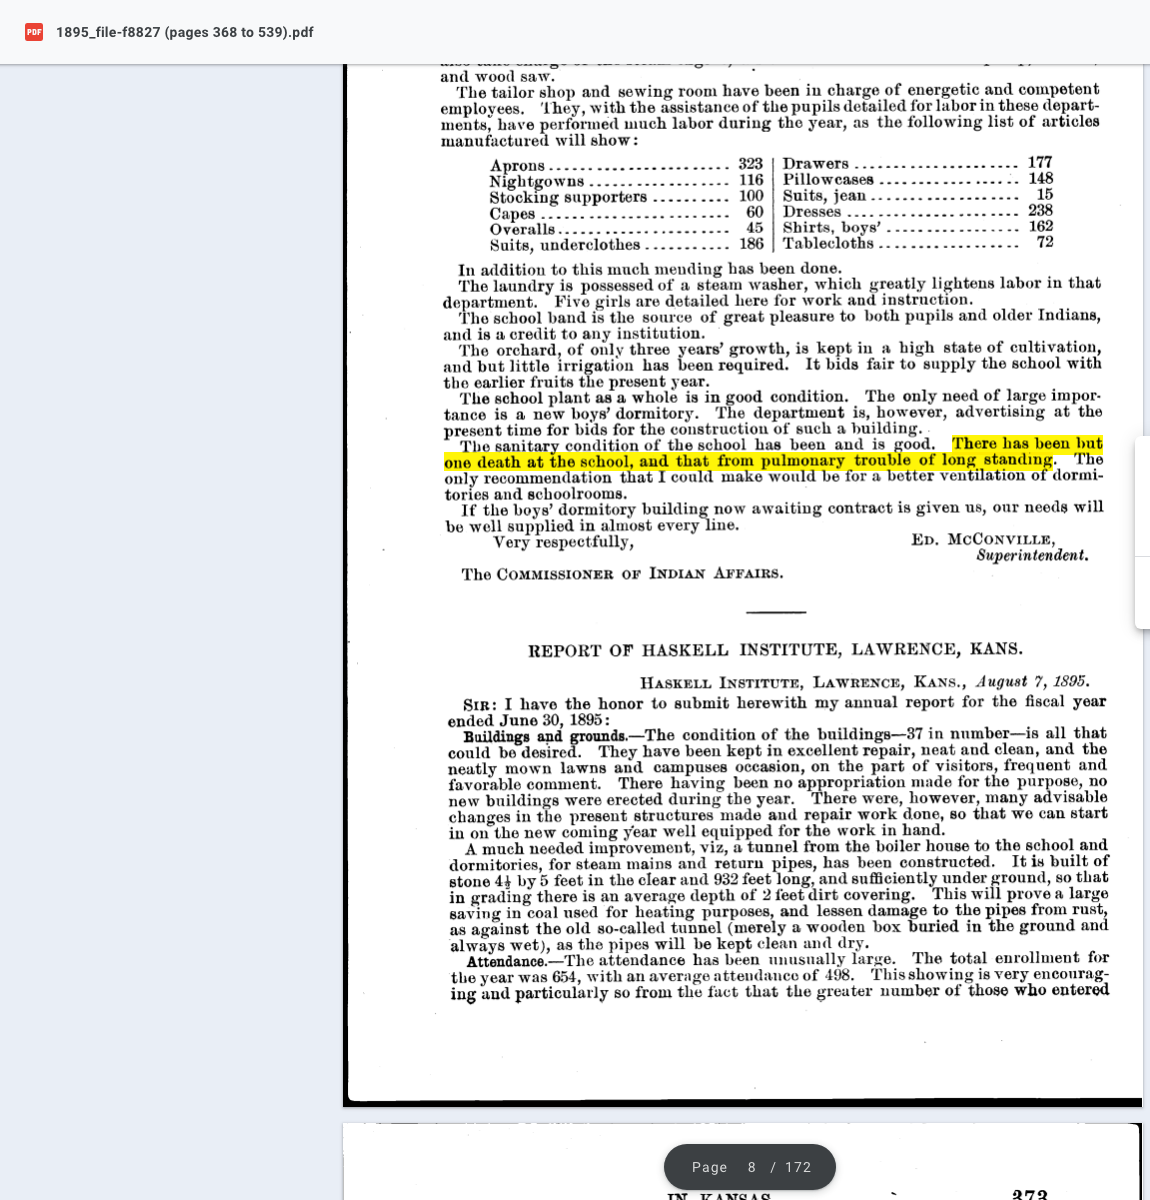 PDF 1895_file-f8827 (pages 368 to 539).pdf
and wood saw.
The tailor shop and sewing room have been in charge of energetic and competent
employees. They, with the assistance of the pupils detailed for labor in these depart-
ments, have performed much labor during the year, as the following list of articles
manufactured will show:
Aprons ............................ 323 | Drawers ........................ 177
Nightgowns ..................... 116 | Pillowcases .................... 148
Stocking supporters .......... 100 | Suits, jean ..................... 15
Capes ............................ 60 | Dresses ........................ 238
Overalls .......................... 45 | Shirts, boys' ................... 162
Suits, underclothes ........... 186 | Tablecloths .................... 72
In addition to this much mending has been done.
The laundry is possessed of a steam washer, which greatly lightens labor in that
department. Five girls are detailed here for work and instruction.
The school band is the source of great pleasure to both pupils and older Indians,
and is a credit to any institution.
The orchard, of only three years' growth, is kept in a high state of cultivation,
and but little irrigation has been required. It bids fair to supply the school with
the earlier fruits the present year.
The school plant as a whole is in good condition. The only need of large impor-
tance is a new boys' dormitory. The department is, however, advertising at the
present time for bids for the construction of such a building.
The sanitary condition of the school has been and is good. There has been but
one death at the school, and that from pulmonary trouble of long standing. The
only recommendation that I could make would be for a better ventilation of dormi-
tories and schoolrooms.
If the boys' dormitory building now awaiting contract is given us, our needs will
be well supplied in almost every line.
Very respectfully, ED. MCCONVILLE,
Superintendent.
The COMMISSIONER OF INDIAN AFFAIRS.
REPORT OF HASKELL INSTITUTE, LAWRENCE, KANS.
HASKELL INSTITUTE, LAWRENCE, KANS., August 7, 1895.
SIR: I have the honor to submit herewith my annual report for the fiscal year
ended June 30, 1895:
Buildings and grounds.—The condition of the buildings—37 in number—is all that
could be desired. They have been kept in excellent repair, neat and clean, and the
neatly mown lawns and campuses occasion, on the part of visitors, frequent and
favorable comment. There having been no appropriation made for the purpose, no
new buildings were erected during the year. There were, however, many advisable
changes in the present structures made and repair work done, so that we can start
in on the new coming year well equipped for the work in hand.
A much needed improvement, viz, a tunnel from the boiler house to the school and
dormitories, for steam mains and return pipes, has been constructed. It is built of
stone 4½ by 5 feet in the clear and 932 feet long, and sufficiently under ground, so that
in grading there is an average depth of 2 feet dirt covering. This will prove a large
saving in coal used for heating purposes, and lessen damage to the pipes from rust,
as against the old so-called tunnel (merely a wooden box buried in the ground and
always wet), as the pipes will be kept clean and dry.
Attendance.—The attendance has been unusually large. The total enrollment for
the year was 654, with an average attendance of 498. This showing is very encourag-
ing and particularly so from the fact that the greater number of those who entered
Page 8 / 172
IN KANSAS. 373